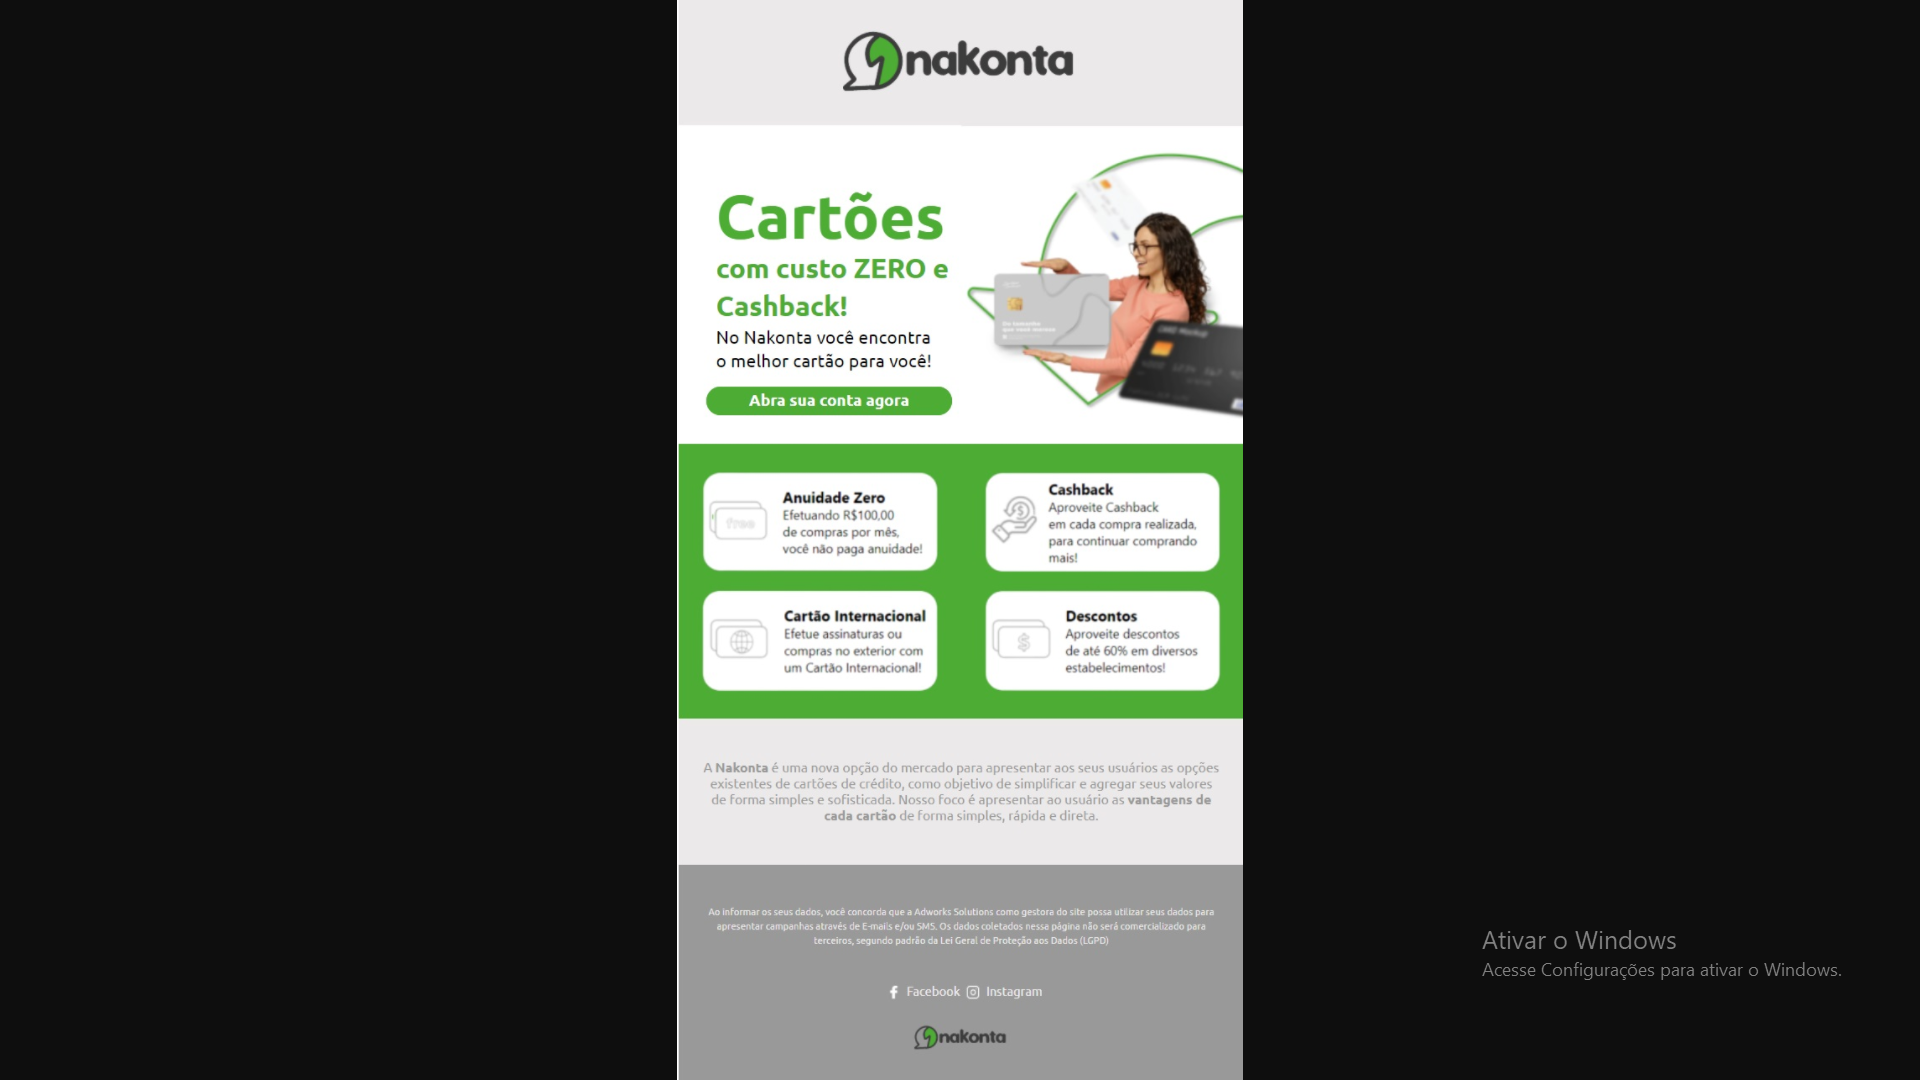 nakonta
Cartões
com custo ZERO e
Cashback!
No Nakonta você encontra
o melhor cartão para você!
Abra sua conta agora
free
Anuidade Zero
Efetuando R$100,00
de compras por mês,
você não paga anuidade!
Cashback
Aproveite Cashback
em cada compra realizada,
para continuar comprando
mais!
Cartão Internacional
Efetue assinaturas ou
compras no exterior com
um Cartão Internacional!
Descontos
Aproveite descontos
de até 60% em diversos
estabelecimentos!
A Nakonta é uma nova opção do mercado para apresentar aos seus usuários as opções
existentes de cartões de crédito, como objetivo de simplificar e agregar seus valores
de forma simples e sofisticada. Nosso foco é apresentar ao usuário as vantagens de
cada cartão de forma simples, rápida e direta.
Ao informar os seus dados, você concorda que a Adworks Solutions como gestora do site possa utilizar seus dados para
apresentar campanhas através de E-mails e/ou SMS. Os dados coletados nessa página não será comercializado para
terceiros, segundo padrão da Lei Geral de Proteção aos Dados (LGPD)
Facebook Instagram
nakonta
Ativar o Windows
Acesse Configurações para ativar o Windows.